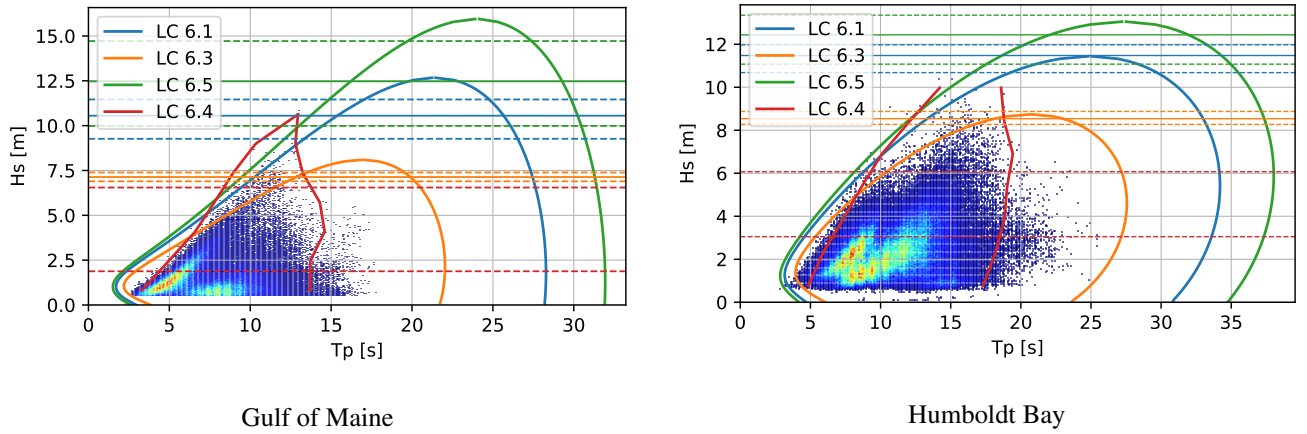 LC 6.1
LC 6.3
LC 6.5
LC 6.4
15.0
12.5
10.0
7.5
5.0
2.5
0.0
Hs [m]
0 5 10 15 20 25 30
Tp [s]
Gulf of Maine
LC 6.1
LC 6.3
LC 6.5
LC 6.4
12
10
8
6
4
2
0
Hs [m]
0 5 10 15 20 25 30 35
Tp [s]
Humboldt Bay